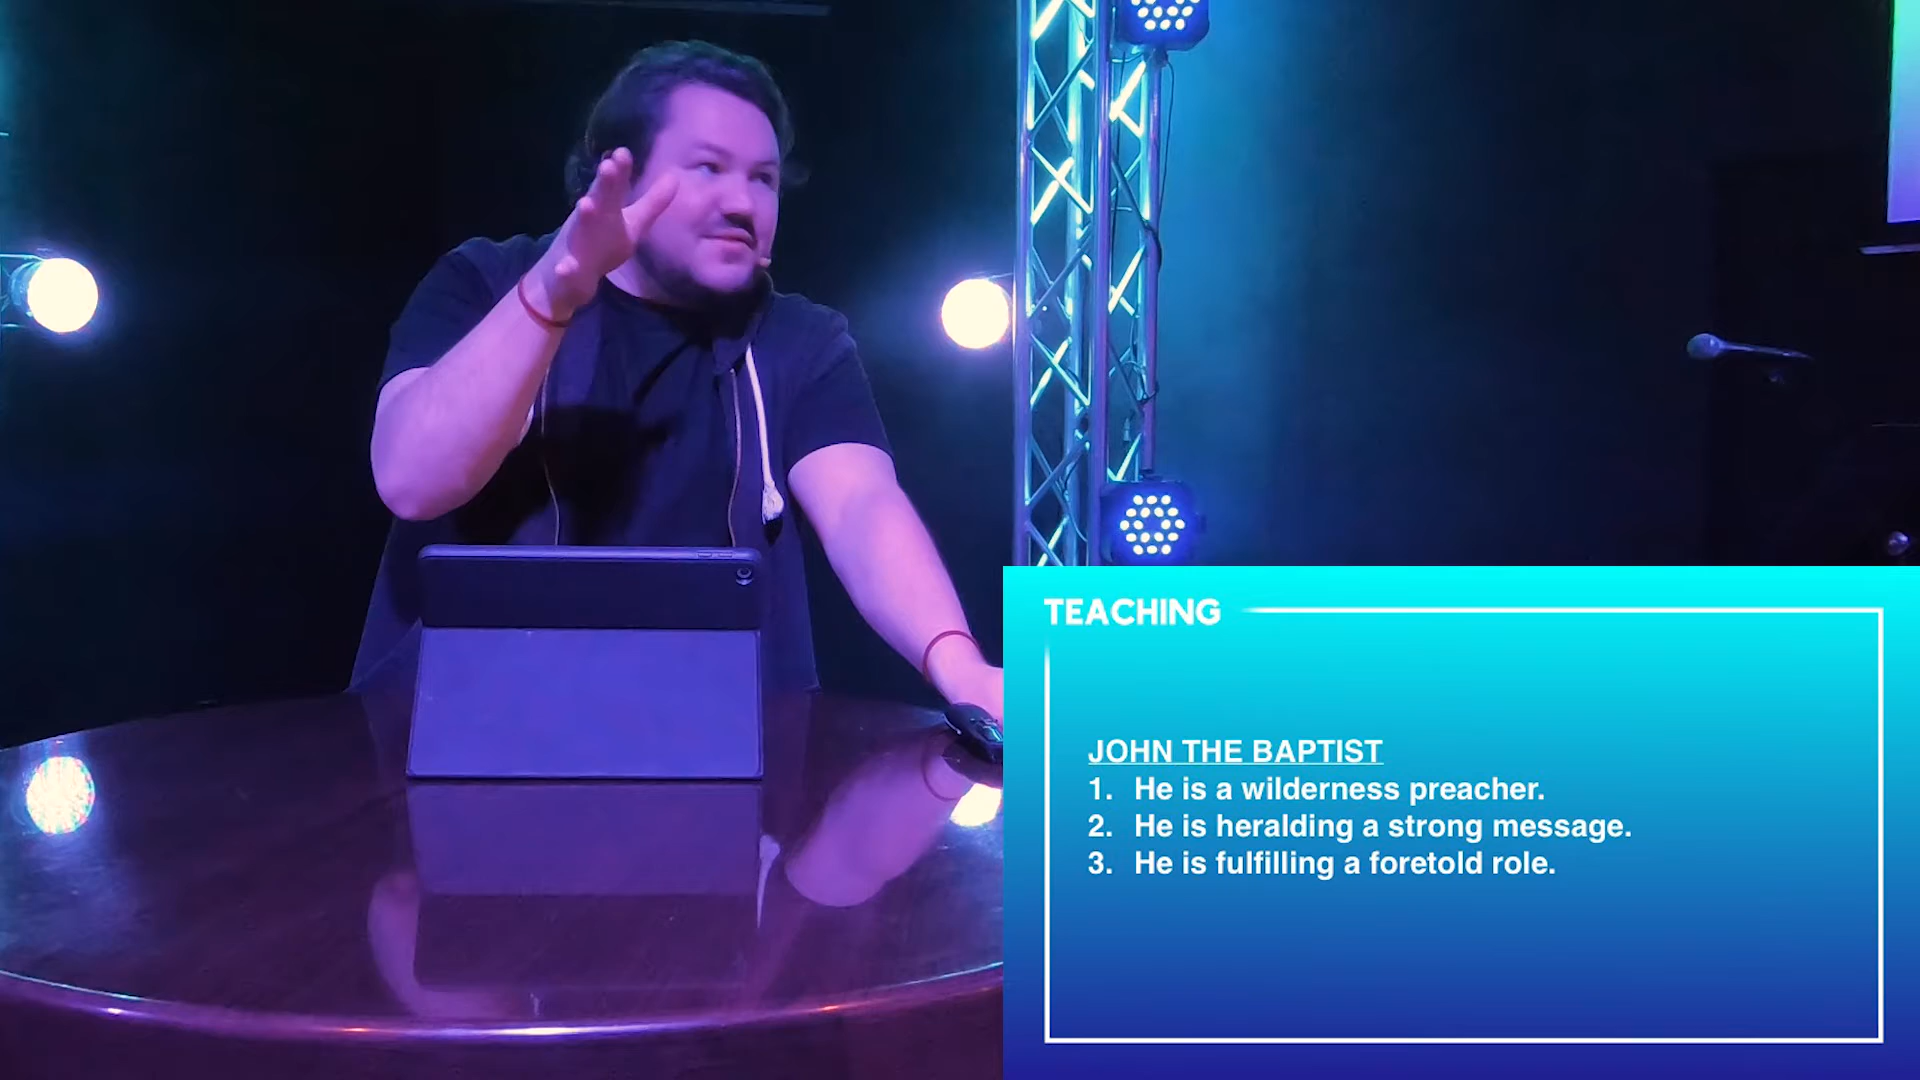 TEACHING
JOHN THE BAPTIST
1. He is a wilderness preacher.
2. He is heralding a strong message.
3. He is fulfilling a foretold role.